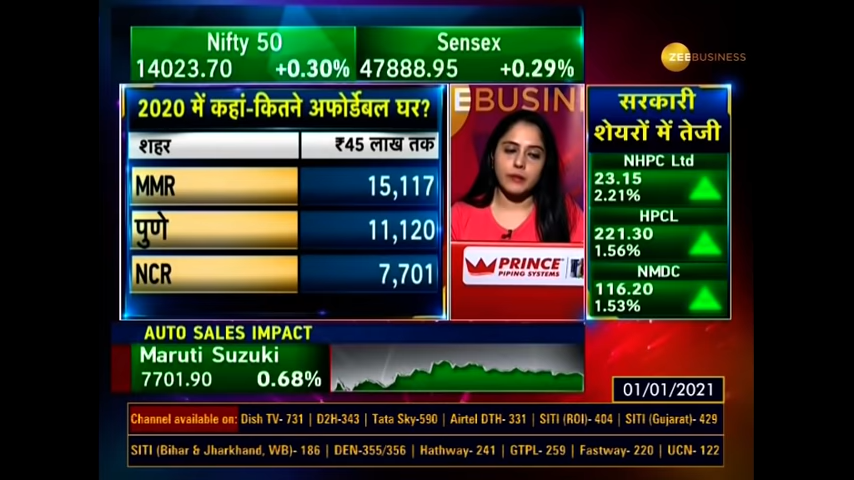 Nifty 50
14023.70 +0.30%
Sensex
47888.95 +0.29%
ZEEBUSINESS
2020 में कहां-कितने अफोर्डेबल घर?
शहर ₹45 लाख तक
MMR 15,117
पुणे 11,120
NCR 7,701
EBUSIN
PRINCE
PIPING SYSTEMS
सरकारी
शेयरों में तेजी
NHPC Ltd
23.15
2.21%
HPCL
221.30
1.56%
NMDC
116.20
1.53%
AUTO SALES IMPACT
Maruti Suzuki
7701.90 0.68%
01/01/2021
Channel available on: Dish TV- 731 | D2H-343 | Tata Sky-590 | Airtel DTH- 331 | SITI (ROI)- 404 | SITI (Gujarat)- 429
SITI (Bihar & Jharkhand, WB)- 186 | DEN-355/356 | Hathway- 241 | GTPL- 259 | Fastway- 220 | UCN- 122